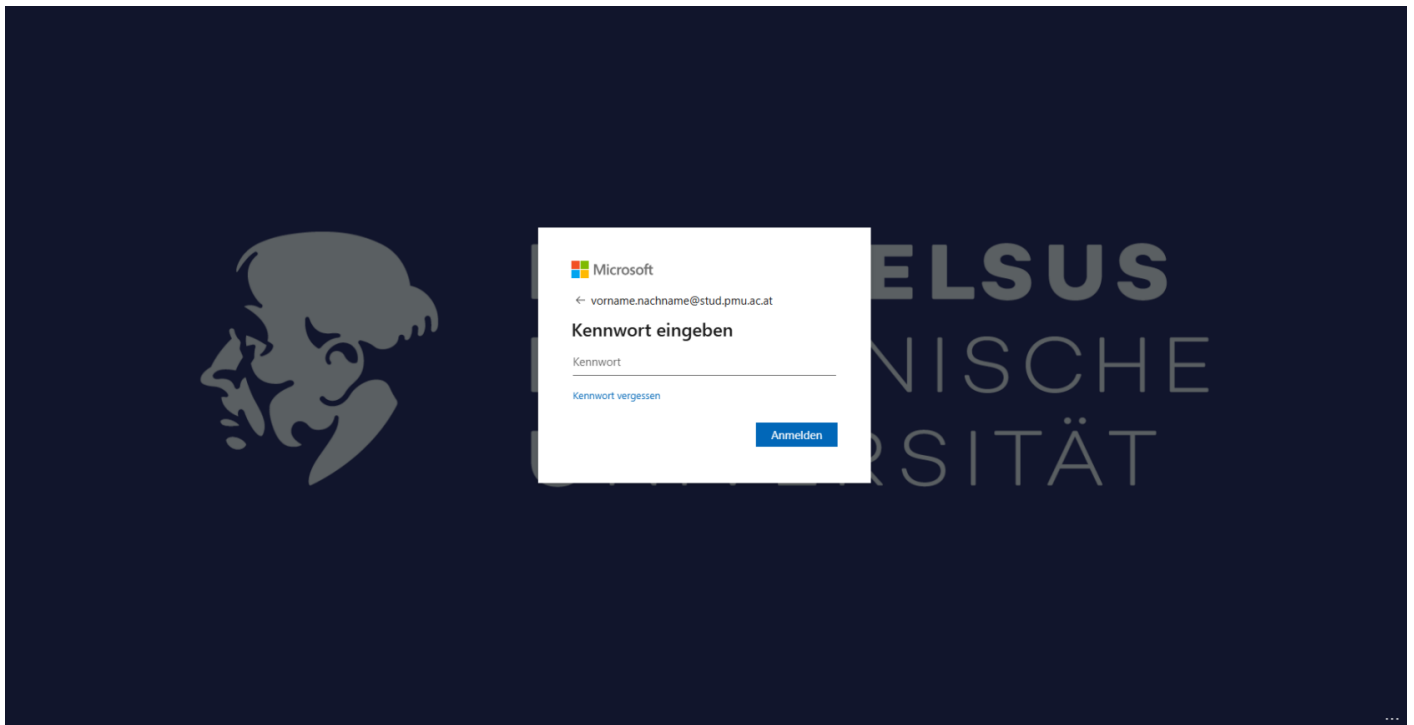 Microsoft
← vorname.nachname@stud.pmu.ac.at
Kennwort eingeben
Kennwort
Kennwort vergessen
Anmelden
ELSUS
NISCHE
RSITÄT
...